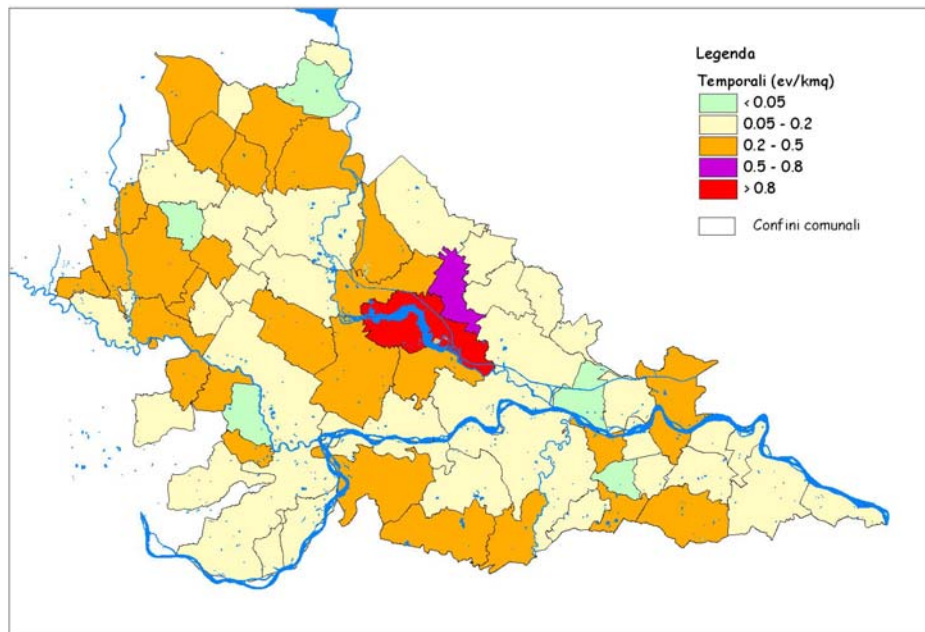 Legenda
Temporali (ev/kmq)
< 0.05
0.05 - 0.2
0.2 - 0.5
0.5 - 0.8
> 0.8
Confini comunali